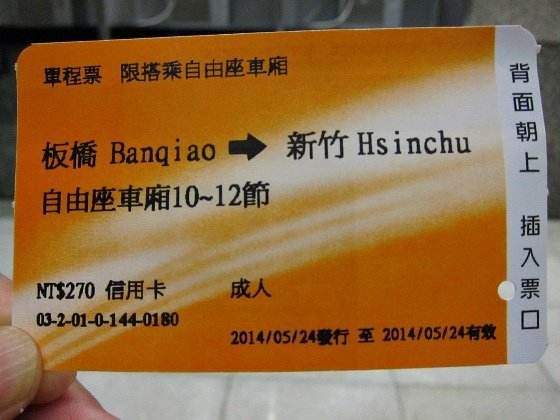 單程票 限搭乘自由座車廂
板橋 Banqiao ➡ 新竹 Hsinchu
自由座車廂10~12節
NT$270 信用卡 成人
03-2-01-0-144-0180
2014/05/24發行 至 2014/05/24有效
背面朝上 插入票口